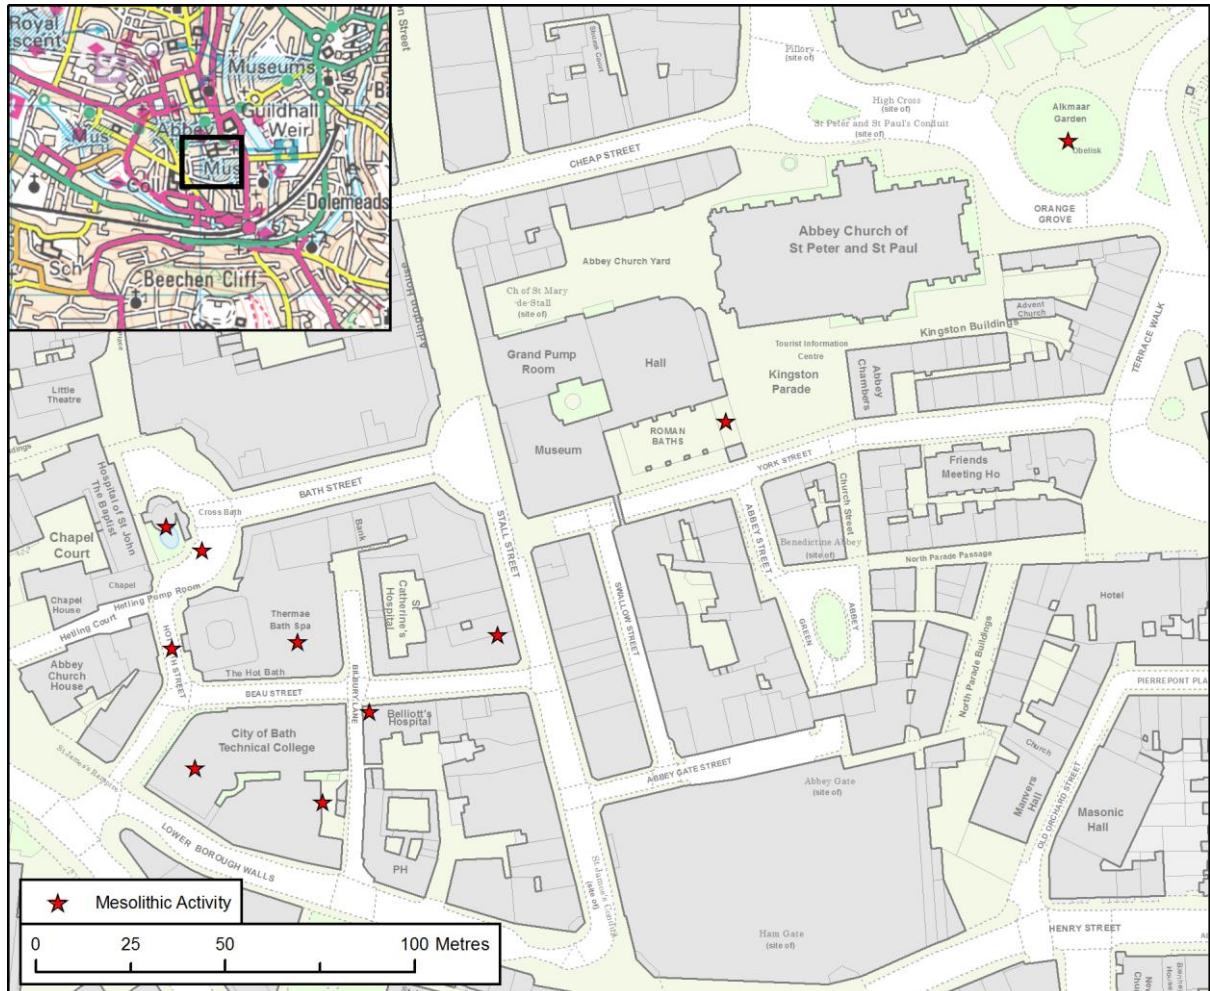 Royal
scent
Museums
Guildhall
Weir
Abbey
Mus
Mus
Coll
Dolemeads
Sch
Beechen Cliff
Shores Court
Pillory
(site of)
High Cross
(site of)
St Peter and St Paul's Conduit
(site of)
Alkmaar
Garden
Obelisk
CHEAP STREET
ORANGE
GROVE
Abbey Church of
St Peter and St Paul
Abbey Church Yard
Ch of St Mary
de Stall
(site of)
Arlington House
Advent
Church
Kingston Buildings
TERRACE WALK
Tourist Information
Centre
Grand Pump
Room
Hall
Kingston
Parade
Abbey
Chambers
Little
Theatre
ROMAN
BATHS
Museum
YORK STREET
Friends
Meeting Ho
Hospital of St John
The Baptist
BATH STREET
Cross Bath
STALL STREET
Bank
ABBEY STREET
Church Street
Benedictine Abbey
(site of)
Chapel
Court
North Parade Passage
Chapel
Hetling Pump Room
Chapel
House
Hetling Court
St
Catherine's
Hospital
SWALLOW STREET
Hotel
Thermae
Bath Spa
ABBEY
GREEN
North Parade Buildings
Abbey
Church
House
The Hot Bath
BEAU STREET
BILBURY LANE
PIERREPONT PLA
Belliott's
Hospital
City of Bath
Technical College
Church
St James's Rampire
ABBEY GATE STREET
Abbey Gate
(site of)
Manvers
Hall
OLD ORCHARD STREET
Masonic
Hall
LOWER BOROUGH WALLS
PH
St James's Conduit
(site of)
Mesolithic Activity
Ham Gate
(site of)
HENRY STREET
0 25 50 100 Metres